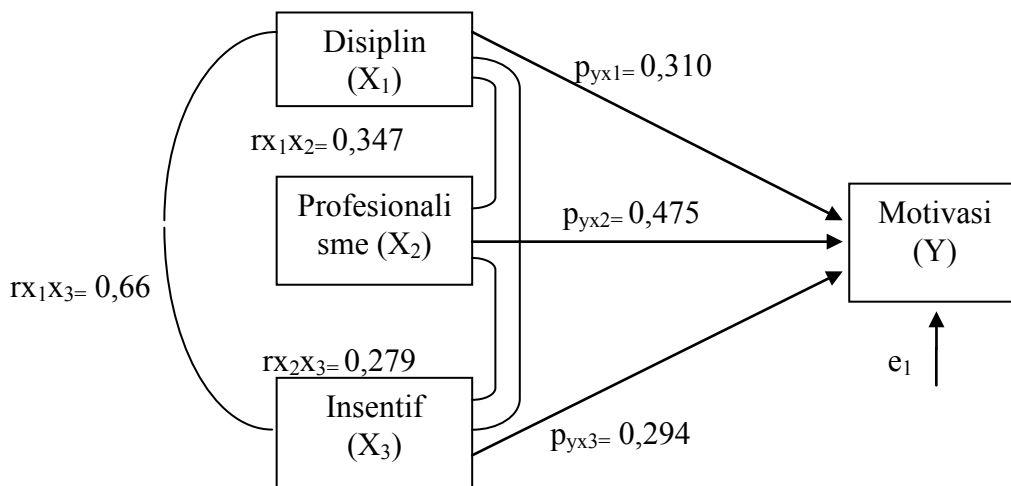 Disiplin
(X₁)
pyx1= 0,310
rx₁x₂= 0,347
Profesionali
sme (X₂)
pyx2= 0,475
Motivasi
(Y)
rx₁x₃= 0,66
rx₂x₃= 0,279
e₁
Insentif
(X₃)
pyx3= 0,294